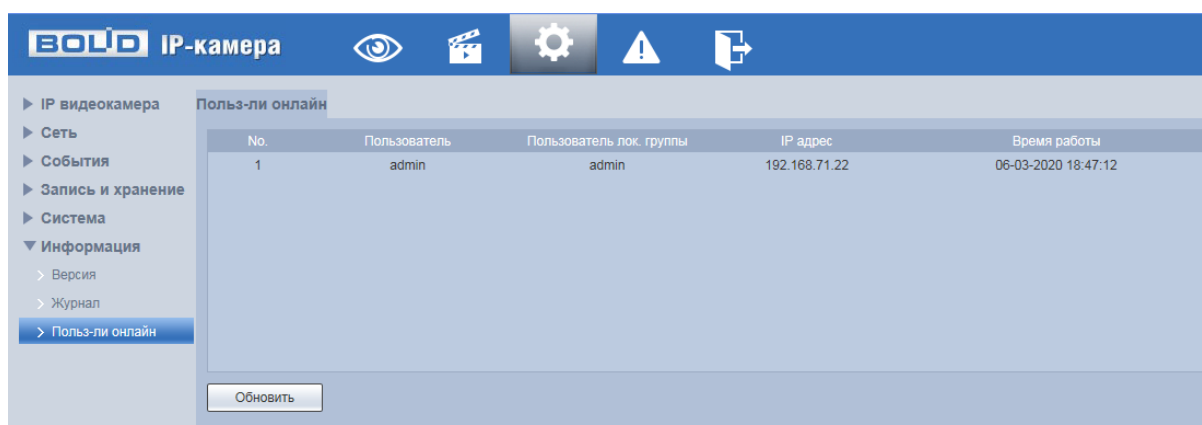 BOLID IP-камера
IP видеокамера
Сеть
События
Запись и хранение
Система
Информация
Версия
Журнал
Польз-ли онлайн
Польз-ли онлайн
No. Пользователь Пользователь лок. группы IP адрес Время работы
1 admin admin 192.168.71.22 06-03-2020 18:47:12
Обновить